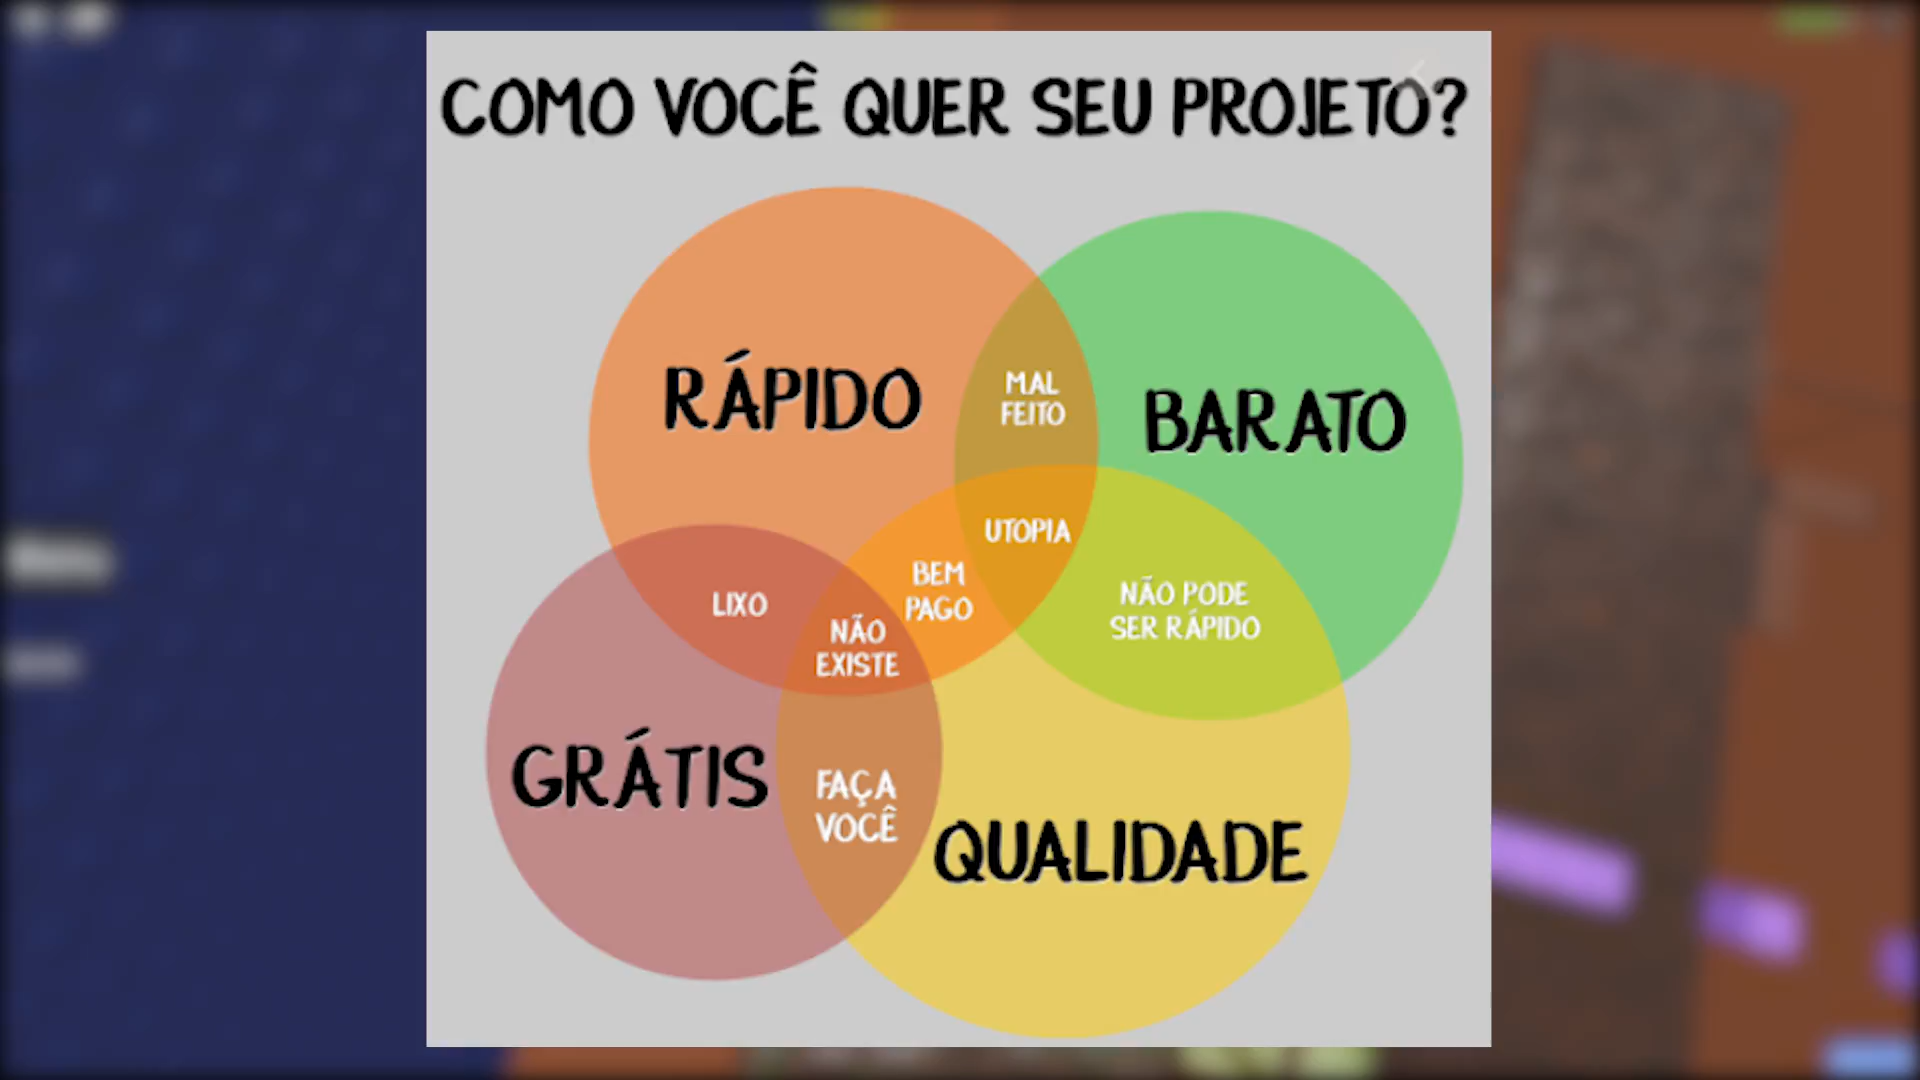 COMO VOCÊ QUER SEU PROJETO?
RÁPIDO
MAL
FEITO
BARATO
UTOPIA
BEM
PAGO
NÃO PODE
SER RÁPIDO
LIXO
NÃO
EXISTE
GRÁTIS
FAÇA
VOCÊ
QUALIDADE